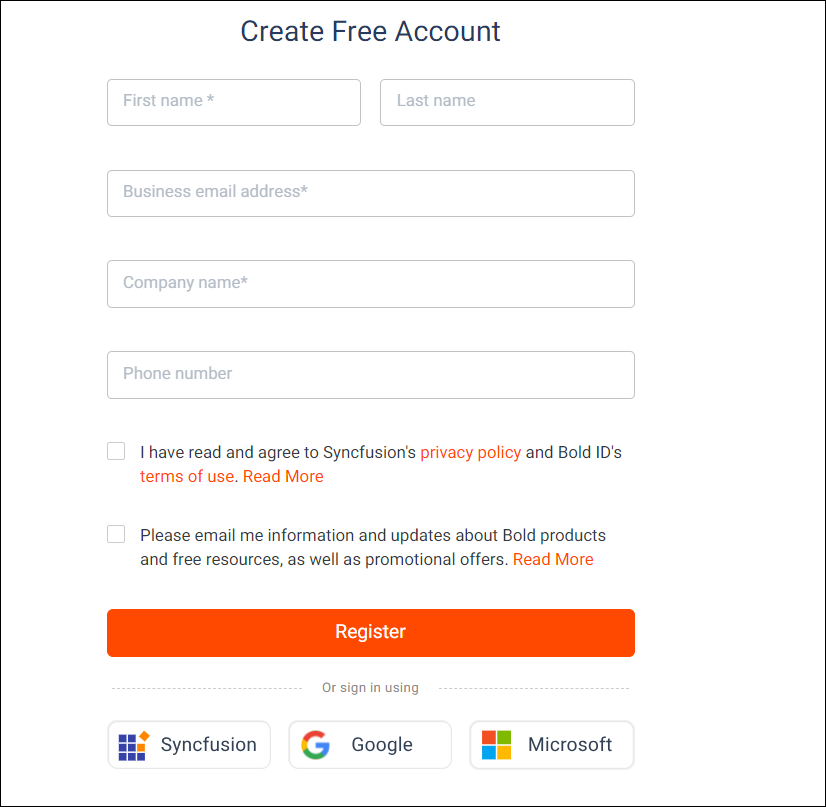 Create Free Account
First name *
Last name
Business email address*
Company name*
Phone number
I have read and agree to Syncfusion's privacy policy and Bold ID's
terms of use. Read More
Please email me information and updates about Bold products
and free resources, as well as promotional offers. Read More
Register
Or sign in using
Syncfusion
Google
Microsoft